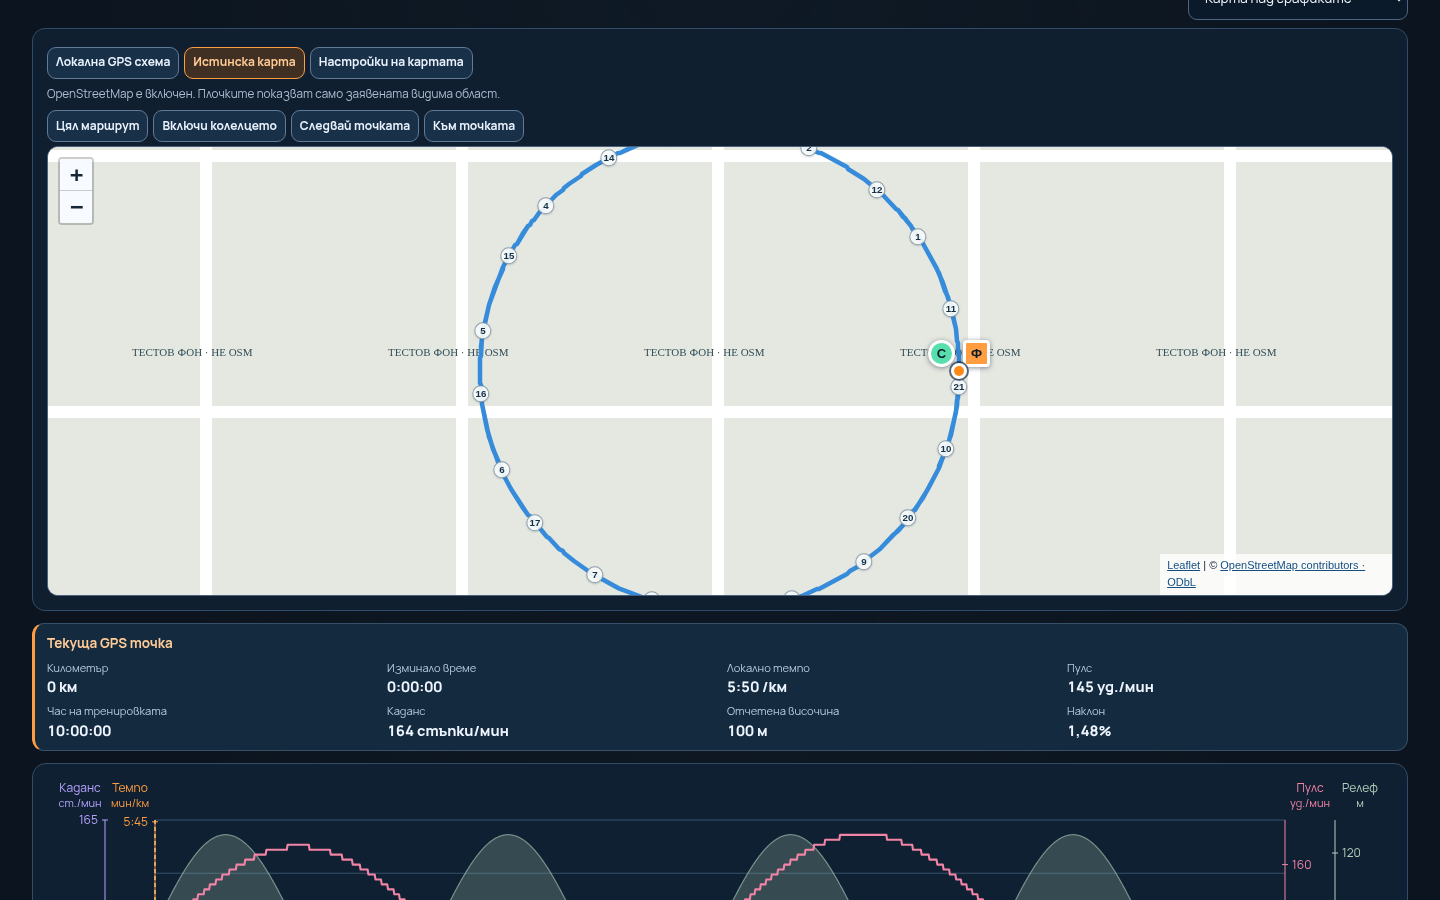 Карта над графиките
Локална GPS схема
Истинска карта
Настройки на картата
OpenStreetMap е включен. Плочките показват само заявената видима област.
Цял маршрут
Включи колелцето
Следвай точката
Към точката
+
−
14
2
12
4
1
15
11
5
ТЕСТОВ ФОН · НЕ OSM
ТЕСТОВ ФОН · НЕ OSM
ТЕСТОВ ФОН · НЕ OSM
ТЕСТ
С
Ф
Е OSM
ТЕСТОВ ФОН · НЕ OSM
21
16
10
6
20
17
9
7
Leaflet | © OpenStreetMap contributors ·
ODbL
Текуща GPS точка
Километър
Изминало време
Локално темпо
Пулс
0 км
0:00:00
5:50 /км
145 уд./мин
Час на тренировката
Каданс
Отчетена височина
Наклон
10:00:00
164 стъпки/мин
100 м
1,48%
Каданс
Темпо
Пулс
Релеф
ст./мин
мин/км
уд./мин
м
165
5:45
120
160